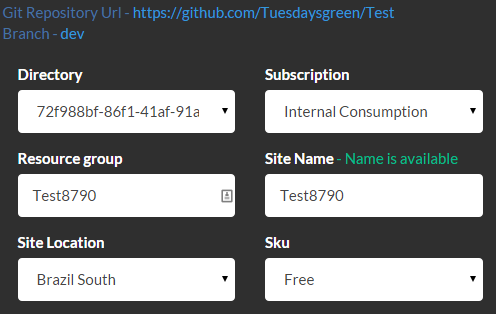 Git Repository Url - https://github.com/Tuesdaysgreen/Test
Branch - dev
Directory Subscription
72f988bf-86f1-41af-91a Internal Consumption
Resource group Site Name - Name is available
Test8790 Test8790
Site Location Sku
Brazil South Free